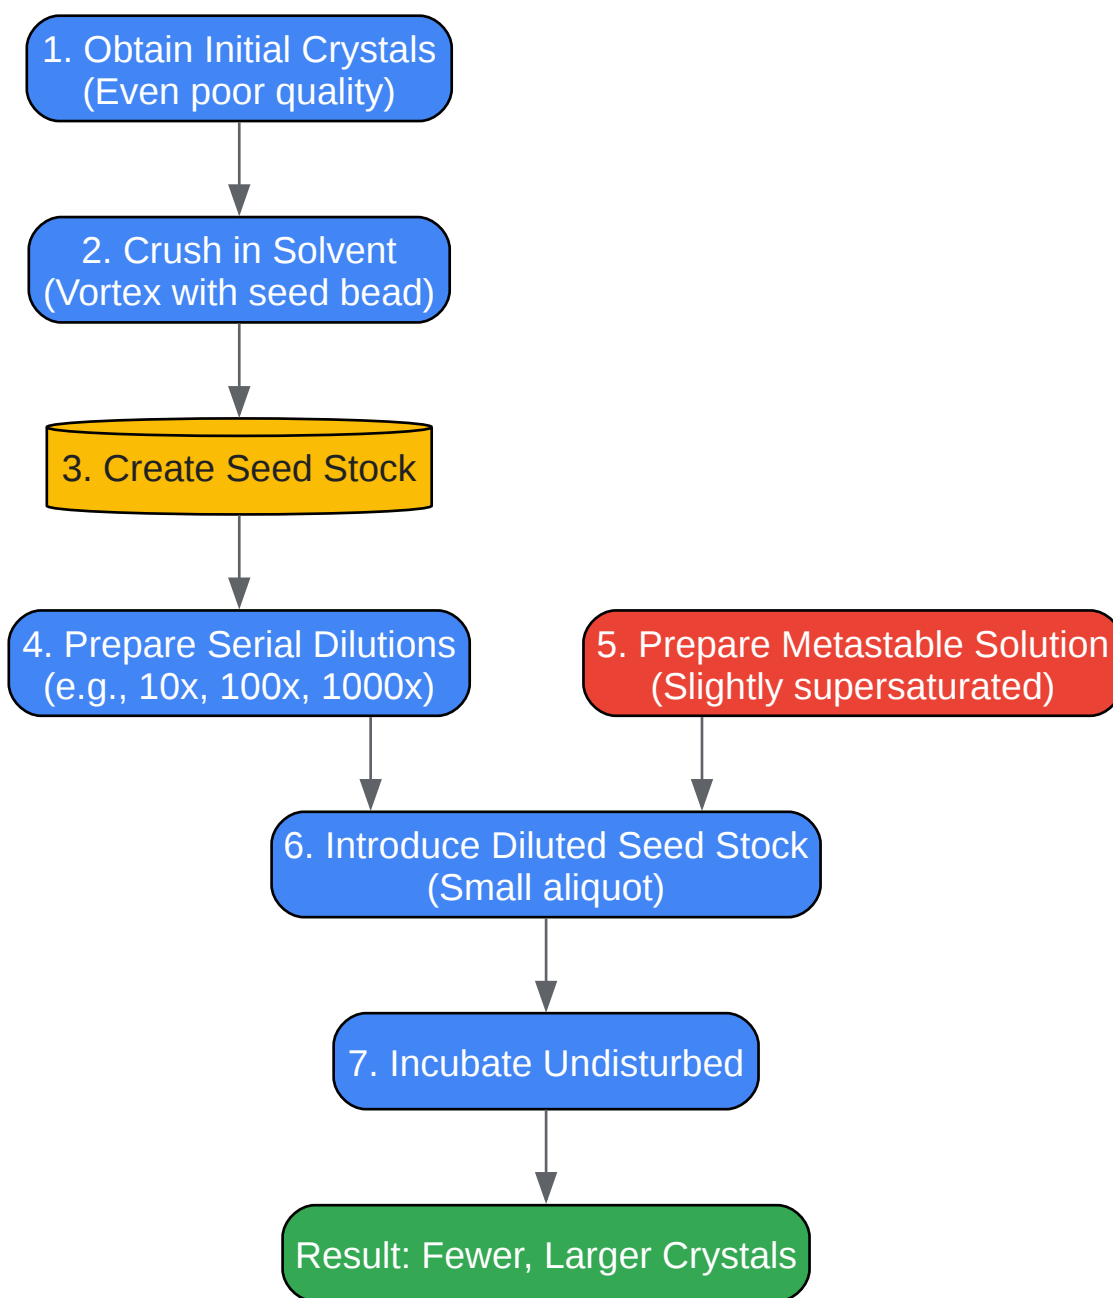 1. Obtain Initial Crystals
(Even poor quality)
2. Crush in Solvent
(Vortex with seed bead)
3. Create Seed Stock
4. Prepare Serial Dilutions
(e.g., 10x, 100x, 1000x)
5. Prepare Metastable Solution
(Slightly supersaturated)
6. Introduce Diluted Seed Stock
(Small aliquot)
7. Incubate Undisturbed
Result: Fewer, Larger Crystals